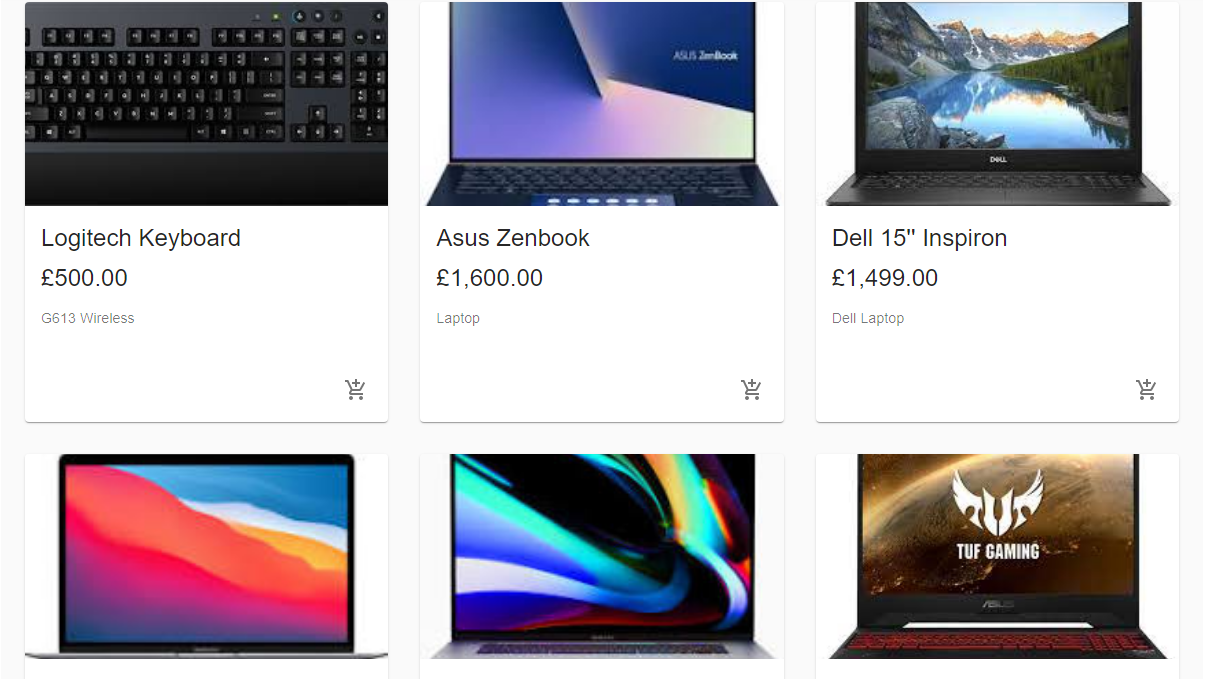 ASUS ZenBook
DELL
Logitech Keyboard
Asus Zenbook
Dell 15" Inspiron
£500.00
£1,600.00
£1,499.00
G613 Wireless
Laptop
Dell Laptop
TUF GAMING
ASUS